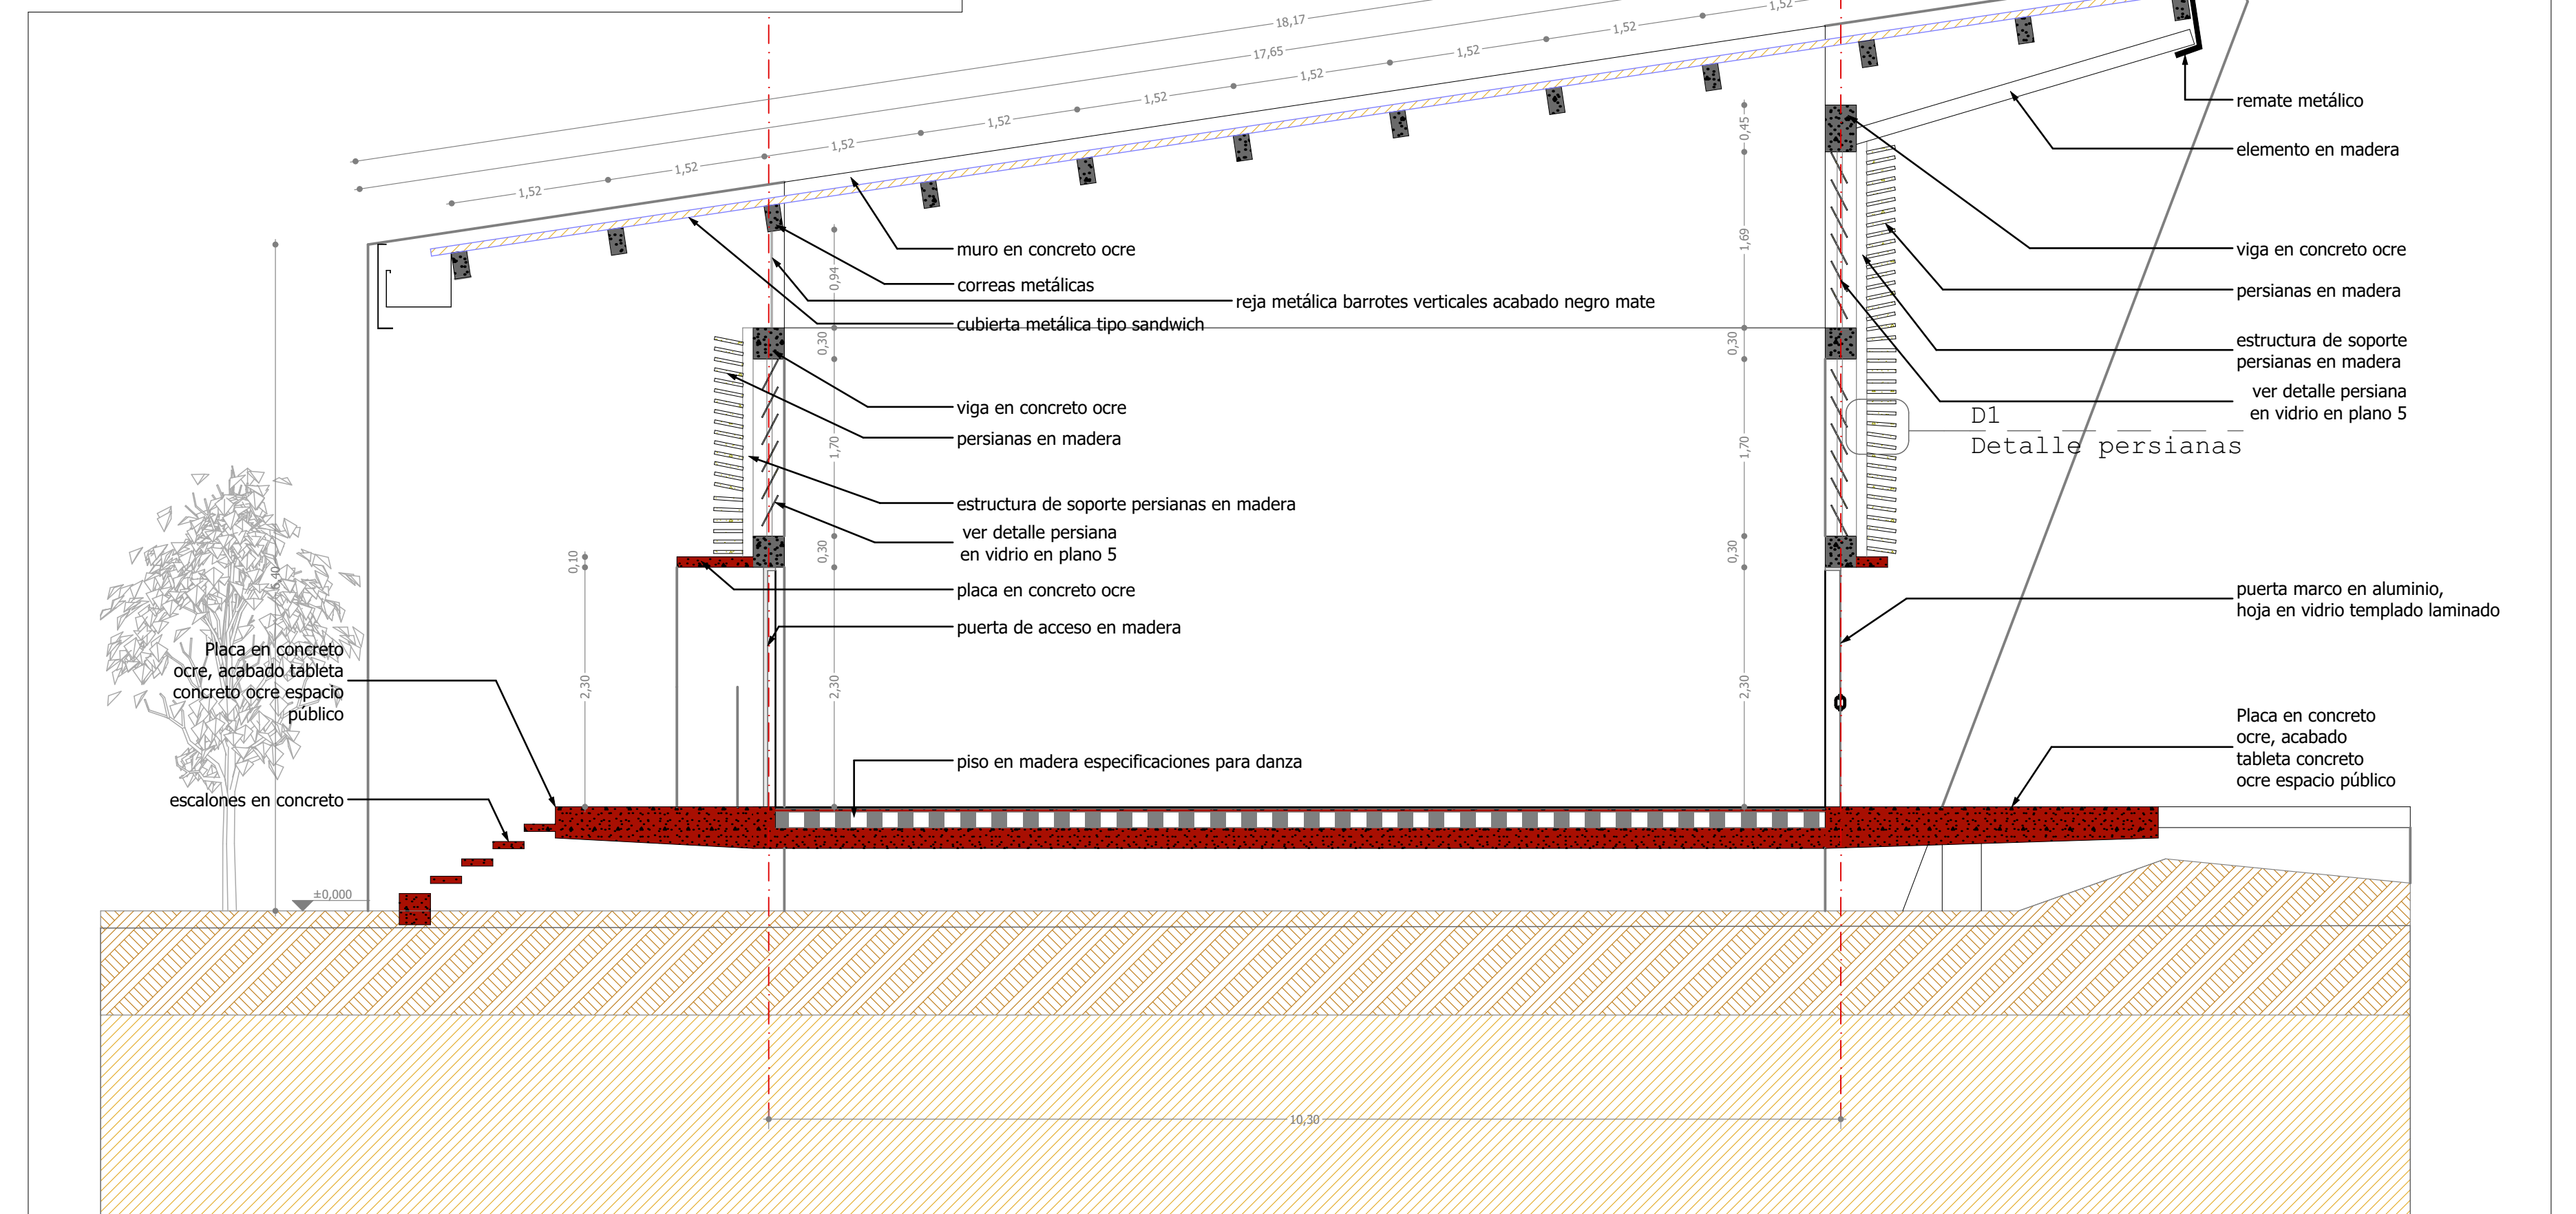 18,17
17,65
1,52
1,52
1,52
1,52
1,52
1,52
1,52
1,52
1,52
remate metálico
elemento en madera
viga en concreto ocre
persianas en madera
estructura de soporte
persianas en madera
ver detalle persiana
en vidrio en plano 5
D1
Detalle persianas
puerta marco en aluminio,
hoja en vidrio templado laminado
Placa en concreto
ocre, acabado
tableta concreto
ocre espacio público
muro en concreto ocre
correas metálicas
reja metálica barrotes verticales acabado negro mate
cubierta metálica tipo sandwich
viga en concreto ocre
persianas en madera
estructura de soporte persianas en madera
ver detalle persiana
en vidrio en plano 5
placa en concreto ocre
puerta de acceso en madera
piso en madera especificaciones para danza
Placa en concreto
ocre, acabado tableta
concreto ocre espacio
público
escalones en concreto
±0,000
0,10
2,30
0,94
0,30
1,70
0,30
2,30
0,45
1,69
0,30
1,70
0,30
2,30
10,30